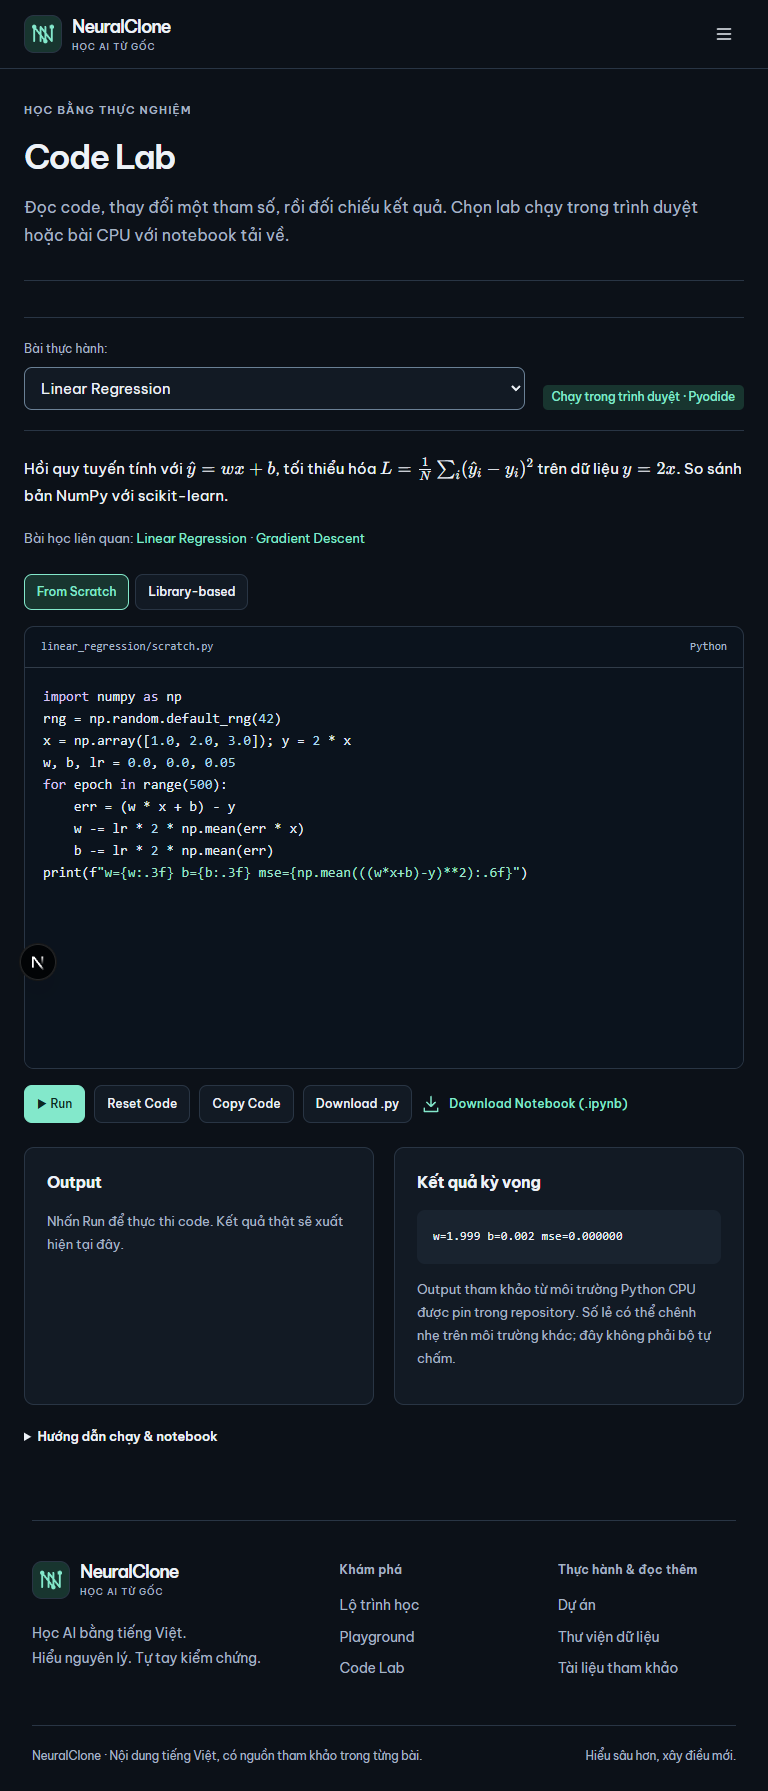 NeuralClone
HỌC AI TỪ GỐC
HỌC BẰNG THỰC NGHIỆM
Code Lab
Đọc code, thay đổi một tham số, rồi đối chiếu kết quả. Chọn lab chạy trong trình duyệt
hoặc bài CPU với notebook tải về.
Bài thực hành:
Linear Regression
Chạy trong trình duyệt · Pyodide
Hồi quy tuyến tính với ŷ = wx + b, tối thiểu hóa L = 1/N ∑ᵢ(ŷᵢ − yᵢ)² trên dữ liệu y = 2x. So sánh
bản NumPy với scikit-learn.
Bài học liên quan: Linear Regression · Gradient Descent
From Scratch
Library-based
linear_regression/scratch.py
Python
import numpy as np
rng = np.random.default_rng(42)
x = np.array([1.0, 2.0, 3.0]); y = 2 * x
w, b, lr = 0.0, 0.0, 0.05
for epoch in range(500):
    err = (w * x + b) - y
    w -= lr * 2 * np.mean(err * x)
    b -= lr * 2 * np.mean(err)
print(f"w={w:.3f} b={b:.3f} mse={np.mean(((w*x+b)-y)**2):.6f}")
N
▶ Run
Reset Code
Copy Code
Download .py
Download Notebook (.ipynb)
Output
Nhấn Run để thực thi code. Kết quả thật sẽ xuất
hiện tại đây.
Kết quả kỳ vọng
w=1.999 b=0.002 mse=0.000000
Output tham khảo từ môi trường Python CPU
được pin trong repository. Số lẻ có thể chênh
nhẹ trên môi trường khác; đây không phải bộ tự
chấm.
▶ Hướng dẫn chạy & notebook
NeuralClone
HỌC AI TỪ GỐC
Học AI bằng tiếng Việt.
Hiểu nguyên lý. Tự tay kiểm chứng.
Khám phá
Lộ trình học
Playground
Code Lab
Thực hành & đọc thêm
Dự án
Thư viện dữ liệu
Tài liệu tham khảo
NeuralClone · Nội dung tiếng Việt, có nguồn tham khảo trong từng bài.
Hiểu sâu hơn, xây điều mới.